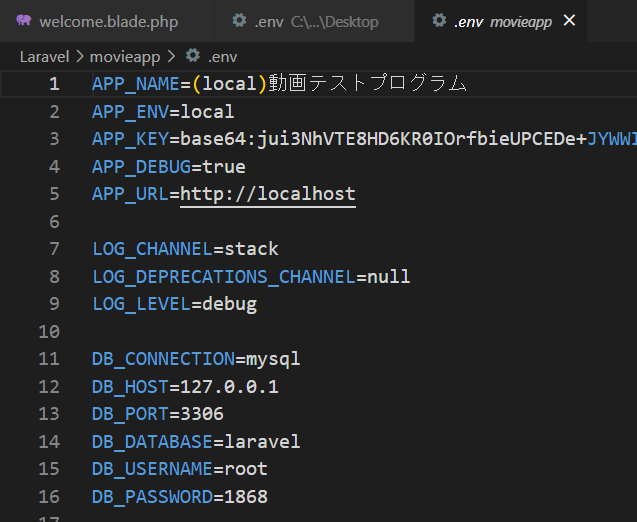 welcome.blade.php .env C:\...\Desktop .env movieapp
Laravel > movieapp > .env
1 APP_NAME=(local)動画テストプログラム
2 APP_ENV=local
3 APP_KEY=base64:jui3NhVTE8HD6KR0IOrfbieUPCEDe+JYWWJ
4 APP_DEBUG=true
5 APP_URL=http://localhost
6
7 LOG_CHANNEL=stack
8 LOG_DEPRECATIONS_CHANNEL=null
9 LOG_LEVEL=debug
10
11 DB_CONNECTION=mysql
12 DB_HOST=127.0.0.1
13 DB_PORT=3306
14 DB_DATABASE=laravel
15 DB_USERNAME=root
16 DB_PASSWORD=1868
17